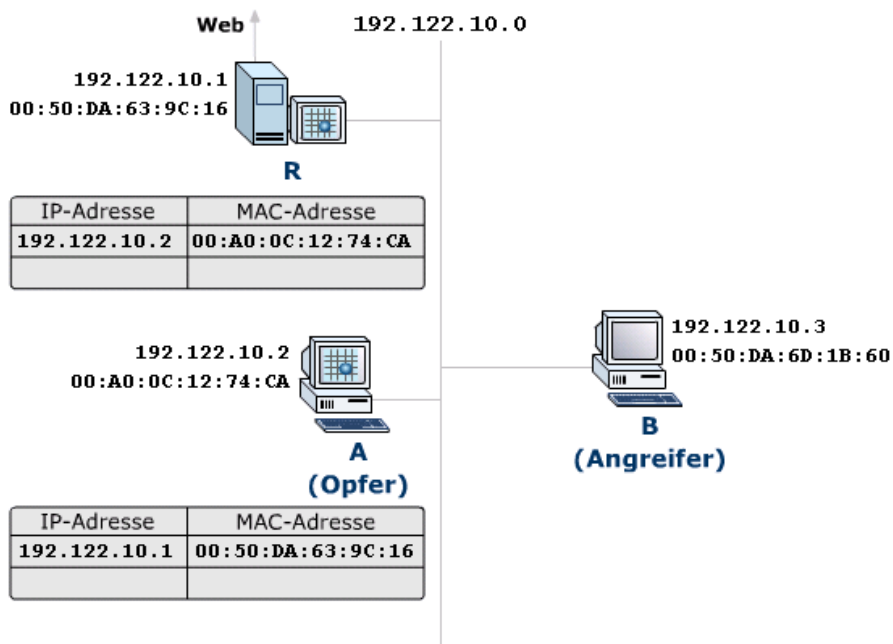 Web
192.122.10.0
192.122.10.1
00:50:DA:63:9C:16
R
IP-Adresse MAC-Adresse
192.122.10.2 00:A0:0C:12:74:CA
192.122.10.2
00:A0:0C:12:74:CA
A
(Opfer)
192.122.10.3
00:50:DA:6D:1B:60
B
(Angreifer)
IP-Adresse MAC-Adresse
192.122.10.1 00:50:DA:63:9C:16